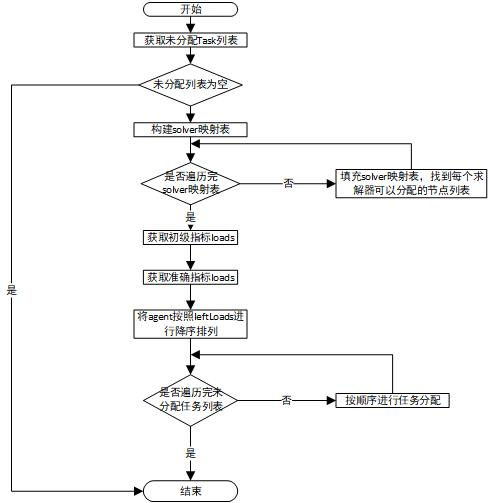 开始
获取未分配Task列表
未分配列表为空
构建solver映射表
是否遍历完
solver映射表
否
填充solver映射表，找到每个求
解器可以分配的节点列表
是
获取初级指标loads
获取准确指标loads
是
将agent按照leftLoads进
行降序排列
是否遍历完未
分配任务列表
否
按顺序进行任务分配
是
结束